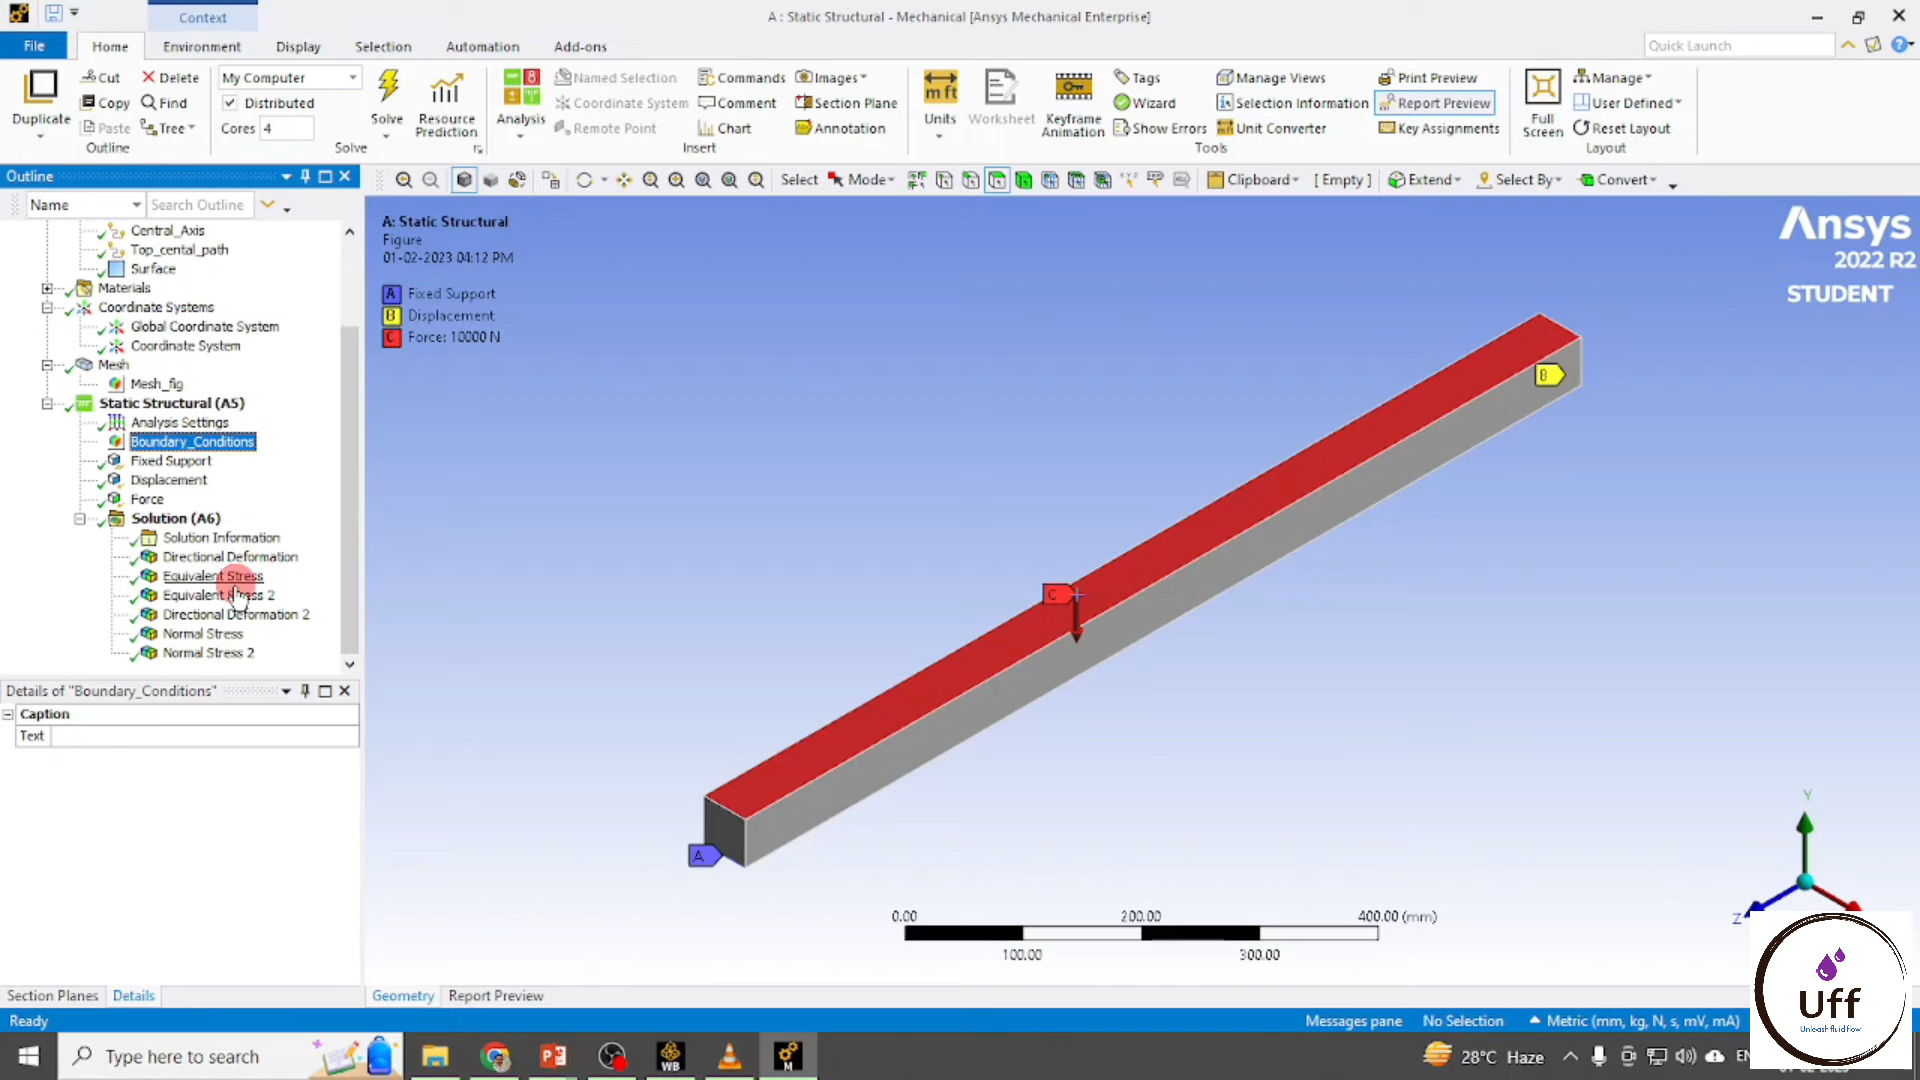 Context
A : Static Structural - Mechanical [Ansys Mechanical Enterprise]
File Home Environment Display Selection Automation Add-ons
Quick Launch
Duplicate
Cut
Copy
Paste
Delete
Find
Tree
Outline
My Computer
Distributed
Cores 4
Solve
Resource
Prediction
Solve
Analysis
Named Selection
Coordinate System
Remote Point
Commands
Comment
Chart
Images
Section Plane
Annotation
Insert
Units
Worksheet
Keyframe
Animation
Tags
Wizard
Show Errors
Manage Views
Selection Information
Unit Converter
Print Preview
Report Preview
Key Assignments
Tools
Full
Screen
Manage
User Defined
Reset Layout
Layout
Outline
Select Mode Clipboard [ Empty ] Extend Select By Convert
Name Search Outline
Central_Axis
Top_cental_path
Surface
Materials
Coordinate Systems
Global Coordinate System
Coordinate System
Mesh
Mesh_fig
Static Structural (A5)
Analysis Settings
Boundary_Conditions
Fixed Support
Displacement
Force
Solution (A6)
Solution Information
Directional Deformation
Equivalent Stress
Equivalent Stress 2
Directional Deformation 2
Normal Stress
Normal Stress 2
Details of "Boundary_Conditions"
Caption
Text
Section Planes Details
A: Static Structural
Figure
01-02-2023 04:12 PM
A Fixed Support
B Displacement
C Force: 10000 N
Ansys
2022 R2
STUDENT
B
C
A
Y
Z
0.00 200.00 400.00 (mm)
100.00 300.00
Geometry Report Preview
Ready
Messages pane No Selection Metric (mm, kg, N, s, mV, mA)
Uff
Unleash fluid flow
Type here to search
WB
M
28°C Haze